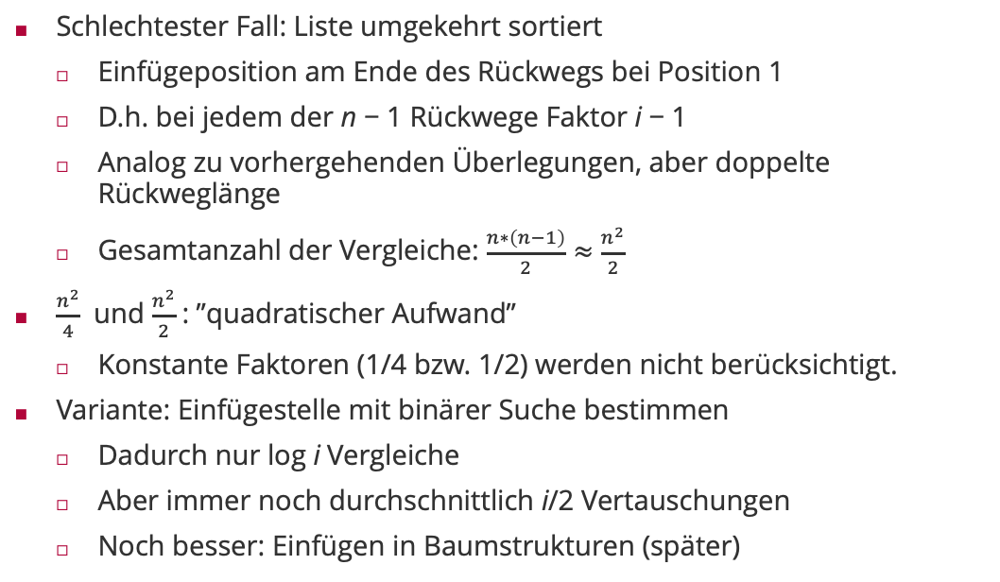 Schlechtester Fall: Liste umgekehrt sortiert
Einfügeposition am Ende des Rückwegs bei Position 1
D.h. bei jedem der n − 1 Rückwege Faktor i − 1
Analog zu vorhergehenden Überlegungen, aber doppelte
Rückweglänge
Gesamtanzahl der Vergleiche: \frac{n*(n−1)}{2} ≈ \frac{n^2}{2}
\frac{n^2}{4} und \frac{n^2}{2} : ”quadratischer Aufwand”
Konstante Faktoren (1/4 bzw. 1/2) werden nicht berücksichtigt.
Variante: Einfügestelle mit binärer Suche bestimmen
Dadurch nur log i Vergleiche
Aber immer noch durchschnittlich i/2 Vertauschungen
Noch besser: Einfügen in Baumstrukturen (später)